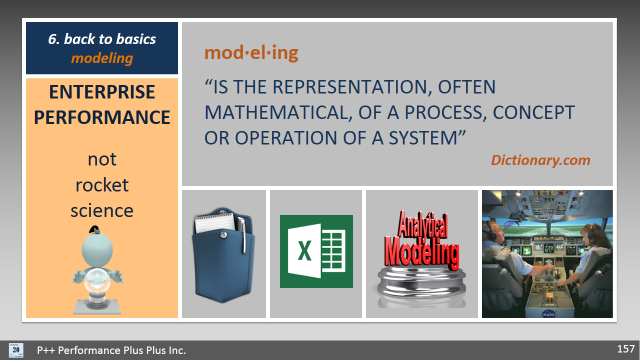 6. back to basics
modeling
ENTERPRISE
PERFORMANCE
not
rocket
science
mod·el·ing
“IS THE REPRESENTATION, OFTEN
MATHEMATICAL, OF A PROCESS, CONCEPT
OR OPERATION OF A SYSTEM”
Dictionary.com
X
Analytical
Modeling
P++ Performance Plus Plus Inc.
157